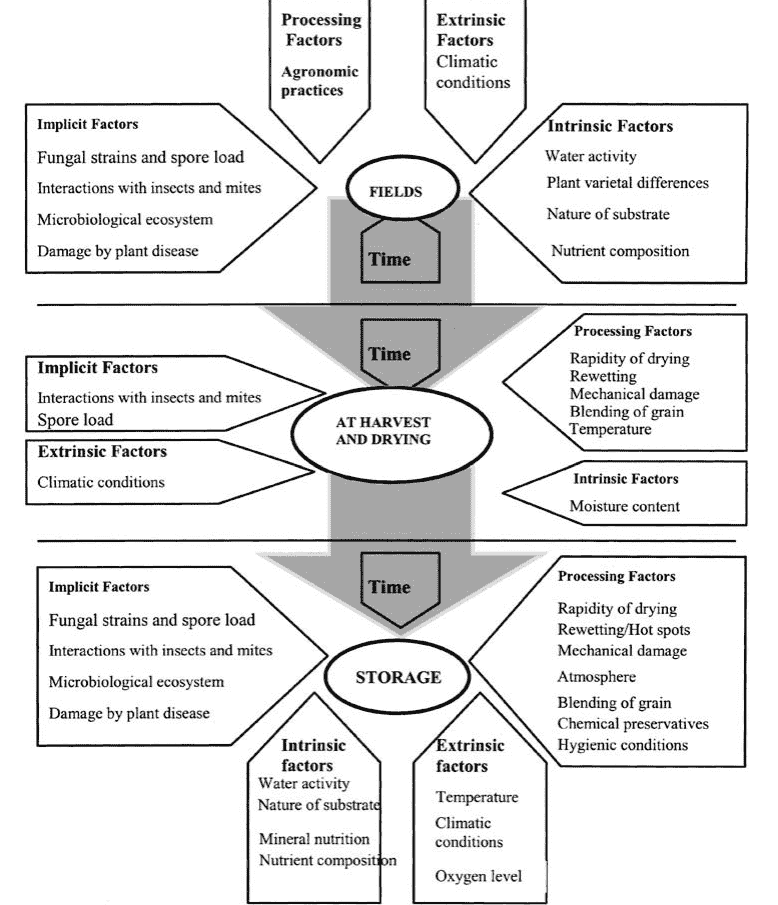 Processing
Factors
Agronomic
practices
Extrinsic
Factors
Climatic
conditions
Implicit Factors
Fungal strains and spore load
Interactions with insects and mites
Microbiological ecosystem
Damage by plant disease
FIELDS
Time
Intrinsic Factors
Water activity
Plant varietal differences
Nature of substrate
Nutrient composition
Time
Implicit Factors
Interactions with insects and mites
Spore load
Extrinsic Factors
Climatic conditions
AT HARVEST
AND DRYING
Processing Factors
Rapidity of drying
Rewetting
Mechanical damage
Blending of grain
Temperature
Intrinsic Factors
Moisture content
Time
Implicit Factors
Fungal strains and spore load
Interactions with insects and mites
Microbiological ecosystem
Damage by plant disease
STORAGE
Processing Factors
Rapidity of drying
Rewetting/Hot spots
Mechanical damage
Atmosphere
Blending of grain
Chemical preservatives
Hygienic conditions
Intrinsic
factors
Water activity
Nature of substrate
Mineral nutrition
Nutrient composition
Extrinsic
factors
Temperature
Climatic
conditions
Oxygen level